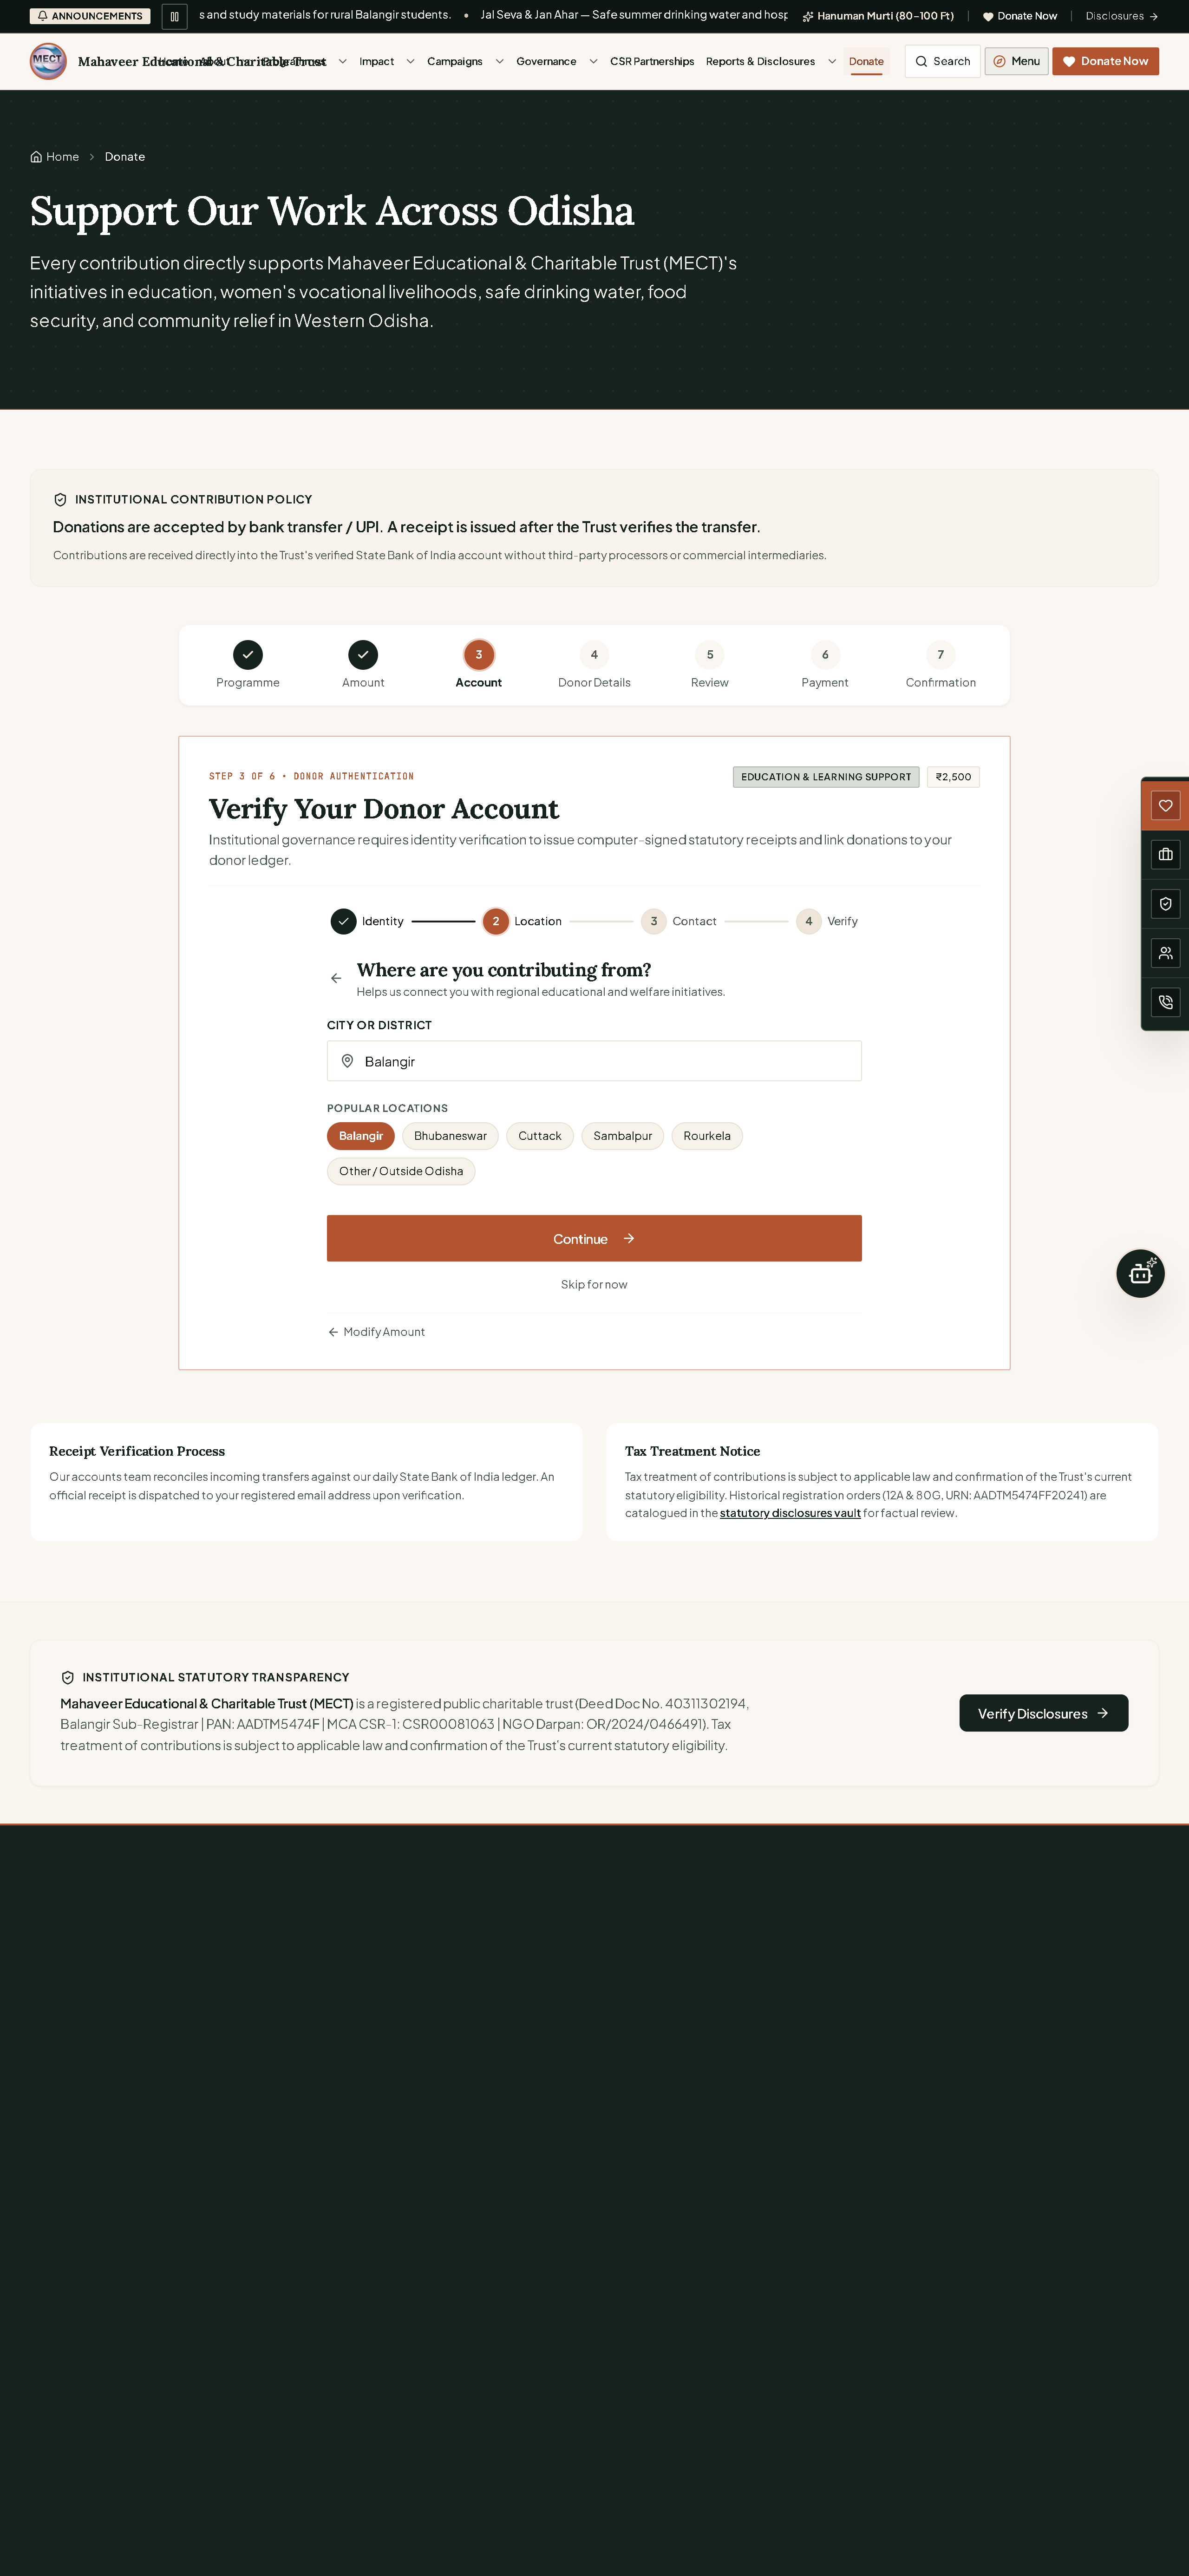 ANNOUNCEMENTS
s and study materials for rural Balangir students. • Jal Seva & Jan Ahar — Safe summer drinking water and hosp
Hanuman Murti (80–100 Ft)
Donate Now
Disclosures
MECT
Mahaveer Educational & Charitable Trust
Impact
Campaigns
Governance
CSR Partnerships
Reports & Disclosures
Donate
Search
Menu
Donate Now
Home
Donate
Support Our Work Across Odisha
Every contribution directly supports Mahaveer Educational & Charitable Trust (MECT)'s
initiatives in education, women's vocational livelihoods, safe drinking water, food
security, and community relief in Western Odisha.
INSTITUTIONAL CONTRIBUTION POLICY
Donations are accepted by bank transfer / UPI. A receipt is issued after the Trust verifies the transfer.
Contributions are received directly into the Trust's verified State Bank of India account without third-party processors or commercial intermediaries.
3
4
5
6
7
Programme
Amount
Account
Donor Details
Review
Payment
Confirmation
STEP 3 OF 6 • DONOR AUTHENTICATION
EDUCATION & LEARNING SUPPORT
₹2,500
Verify Your Donor Account
Institutional governance requires identity verification to issue computer-signed statutory receipts and link donations to your
donor ledger.
Identity
2 Location
3 Contact
4 Verify
Where are you contributing from?
Helps us connect you with regional educational and welfare initiatives.
CITY OR DISTRICT
Balangir
POPULAR LOCATIONS
Balangir
Bhubaneswar
Cuttack
Sambalpur
Rourkela
Other / Outside Odisha
Continue
Skip for now
Modify Amount
Receipt Verification Process
Our accounts team reconciles incoming transfers against our daily State Bank of India ledger. An
official receipt is dispatched to your registered email address upon verification.
Tax Treatment Notice
Tax treatment of contributions is subject to applicable law and confirmation of the Trust's current
statutory eligibility. Historical registration orders (12A & 80G, URN: AADTM5474FF20241) are
catalogued in the statutory disclosures vault for factual review.
INSTITUTIONAL STATUTORY TRANSPARENCY
Mahaveer Educational & Charitable Trust (MECT) is a registered public charitable trust (Deed Doc No. 40311302194,
Balangir Sub-Registrar | PAN: AADTM5474F | MCA CSR-1: CSR00081063 | NGO Darpan: OR/2024/0466491). Tax
treatment of contributions is subject to applicable law and confirmation of the Trust's current statutory eligibility.
Verify Disclosures